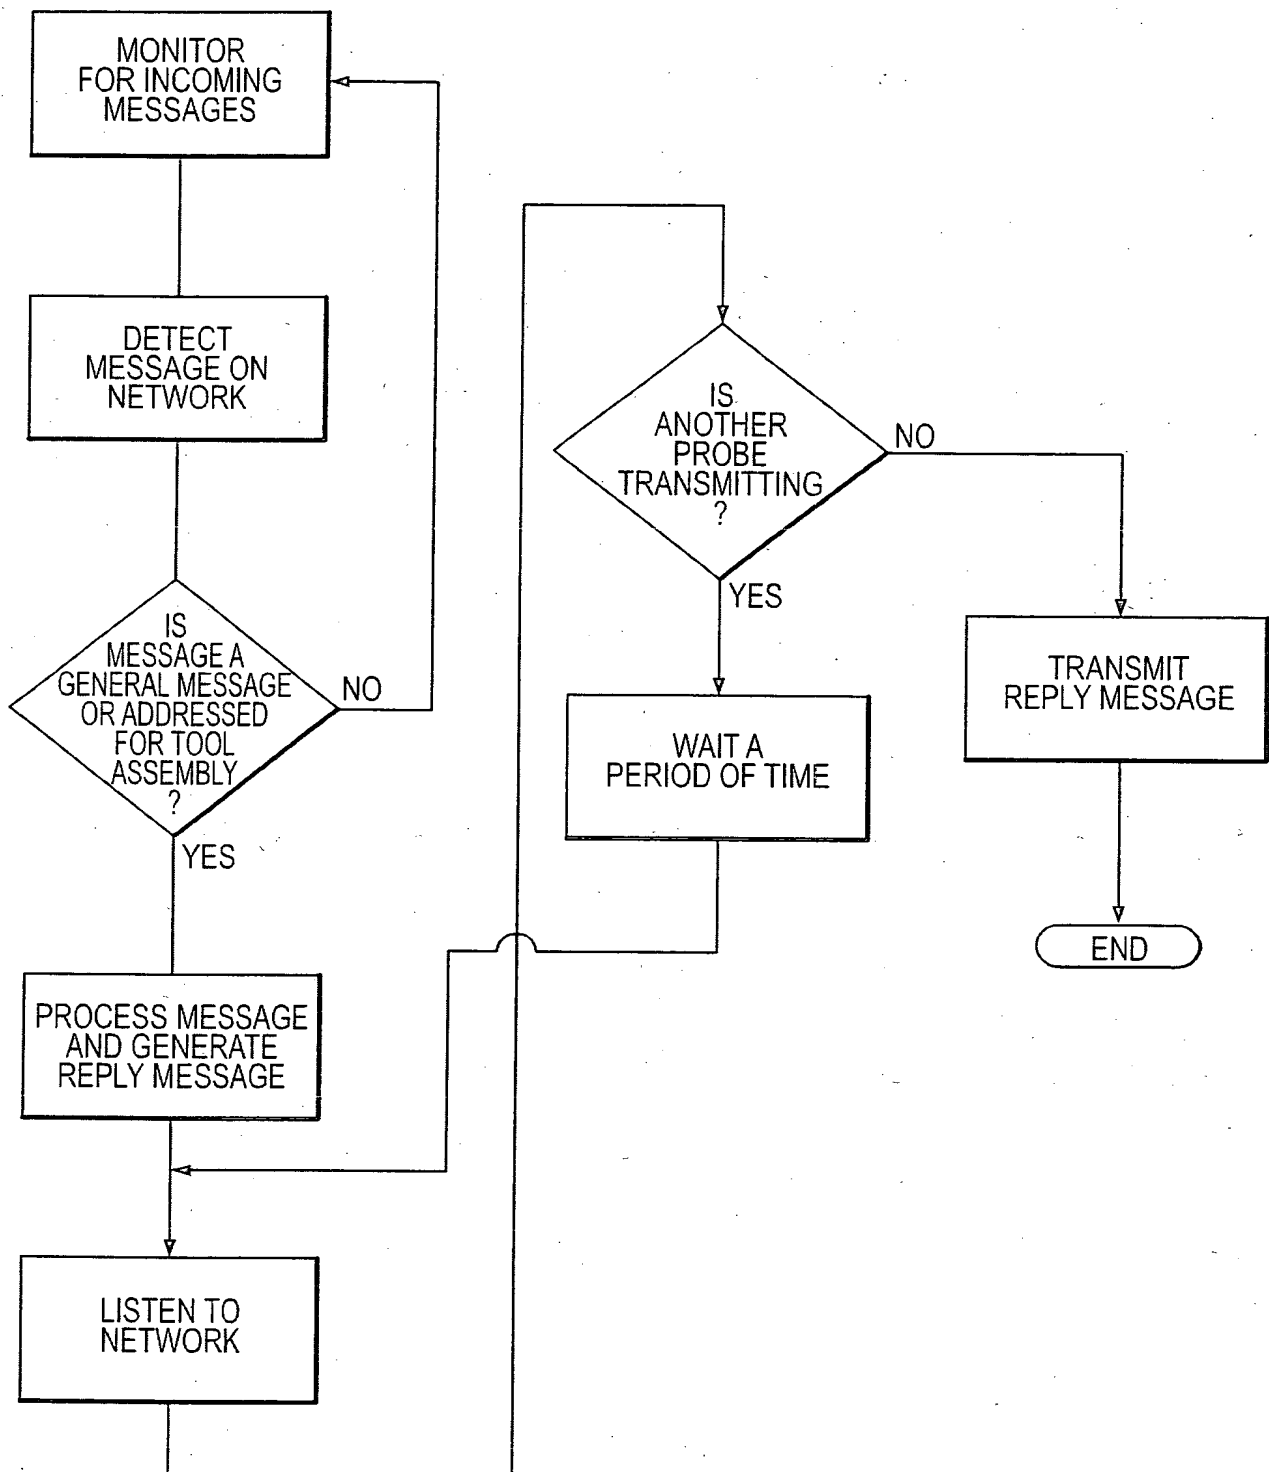 MONITOR
FOR INCOMING
MESSAGES
DETECT
MESSAGE ON
NETWORK
IS
MESSAGE A
GENERAL MESSAGE
OR ADDRESSED
FOR TOOL
ASSEMBLY
?
NO
YES
PROCESS MESSAGE
AND GENERATE
REPLY MESSAGE
LISTEN TO
NETWORK
IS
ANOTHER
PROBE
TRANSMITTING
?
NO
YES
WAIT A
PERIOD OF TIME
TRANSMIT
REPLY MESSAGE
END